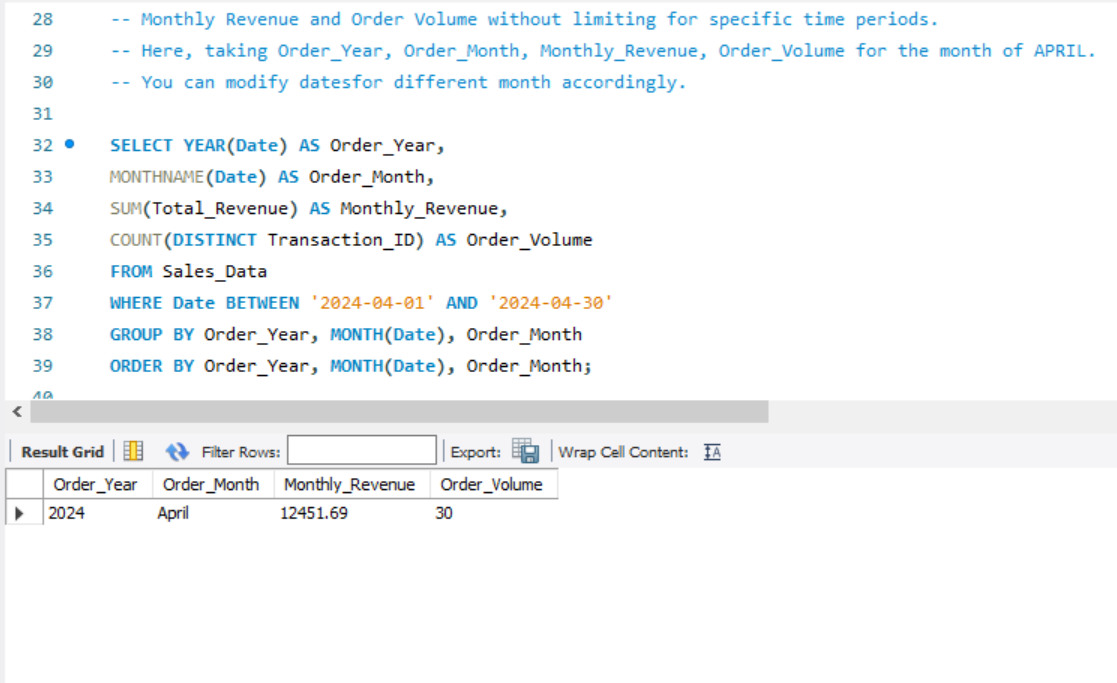 28 -- Monthly Revenue and Order Volume without limiting for specific time periods.
29 -- Here, taking Order_Year, Order_Month, Monthly_Revenue, Order_Volume for the month of APRIL.
30 -- You can modify datesfor different month accordingly.
31
32 SELECT YEAR(Date) AS Order_Year,
33 MONTHNAME(Date) AS Order_Month,
34 SUM(Total_Revenue) AS Monthly_Revenue,
35 COUNT(DISTINCT Transaction_ID) AS Order_Volume
36 FROM Sales_Data
37 WHERE Date BETWEEN '2024-04-01' AND '2024-04-30'
38 GROUP BY Order_Year, MONTH(Date), Order_Month
39 ORDER BY Order_Year, MONTH(Date), Order_Month;
40
Result Grid Filter Rows: Export: Wrap Cell Content:
Order_Year Order_Month Monthly_Revenue Order_Volume
2024 April 12451.69 30